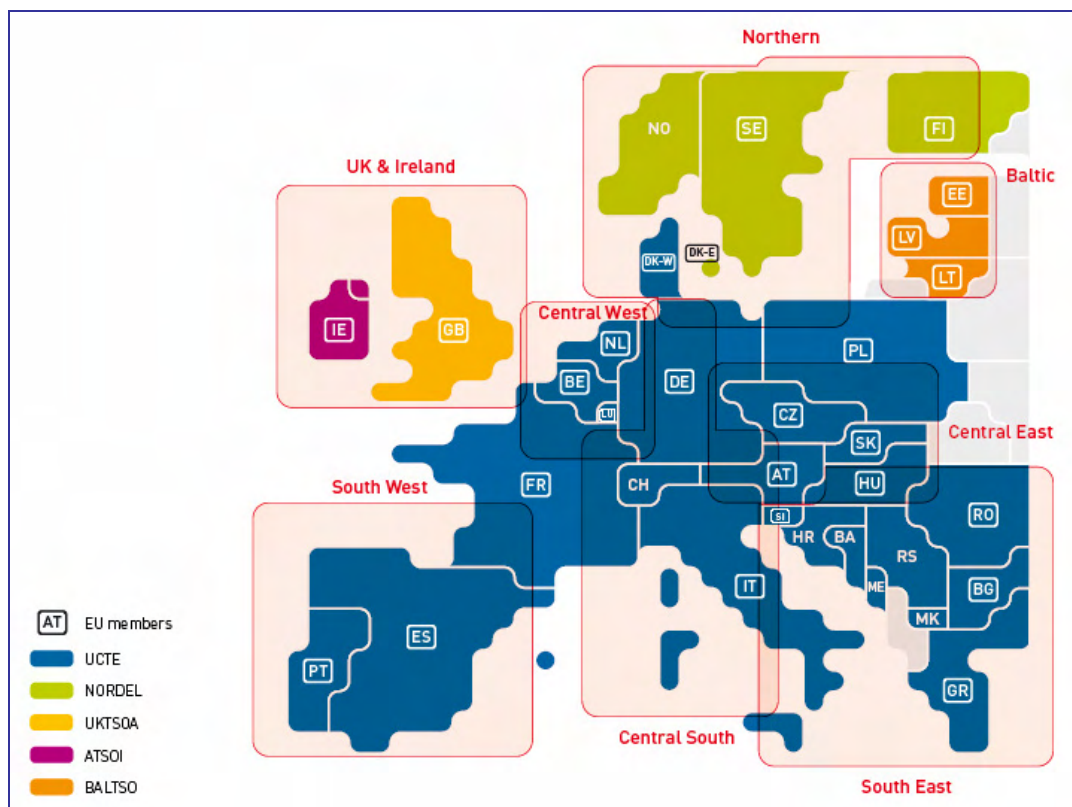 Northern
NO
SE
FI
UK & Ireland
Baltic
EE
LV
DK-W
DK-E
LT
Central West
IE
GB
NL
PL
BE
DE
LU
CZ
Central East
SK
South West
FR
CH
AT
HU
SI
RO
HR
BA
RS
IT
ME
BG
MK
AT EU members
ES
UCTE
PT
NORDEL
GR
UKTSOA
Central South
ATSOI
South East
BALTSO